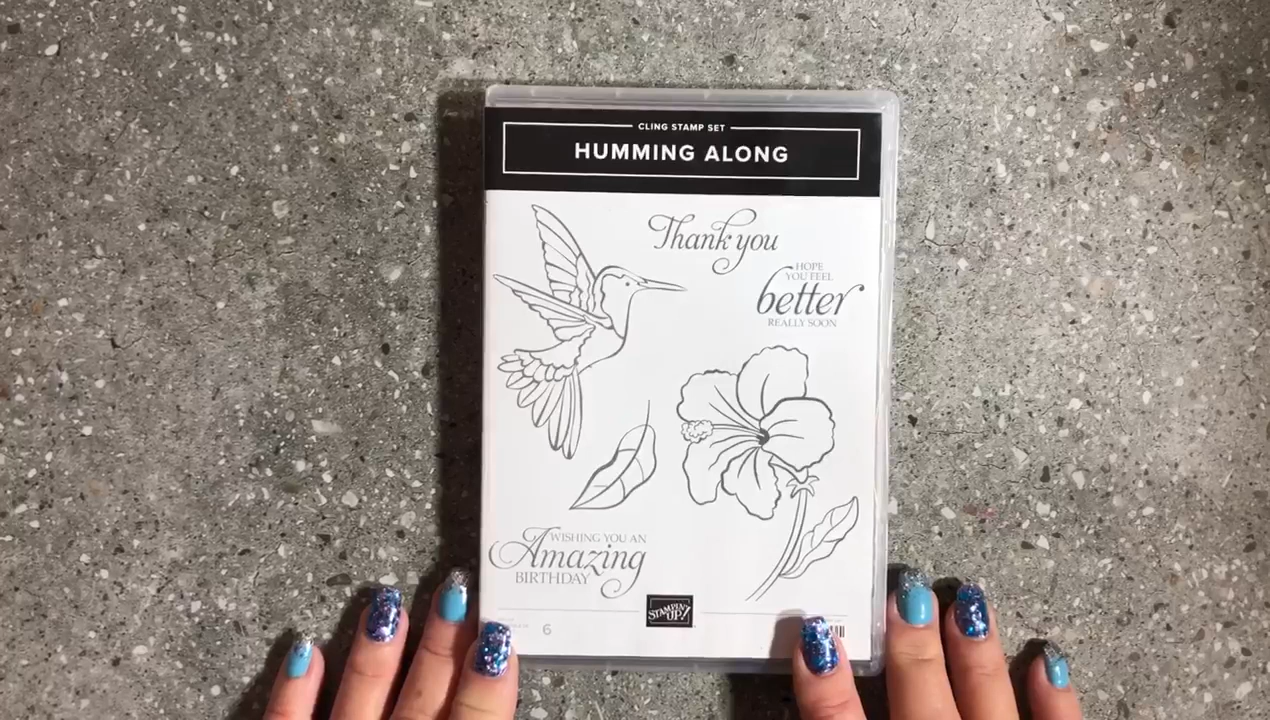 CLING STAMP SET
HUMMING ALONG
Thank you
HOPE
YOU FEEL
better
REALLY SOON
WISHING YOU AN
Amazing
BIRTHDAY
STAMPIN'
UP!
6